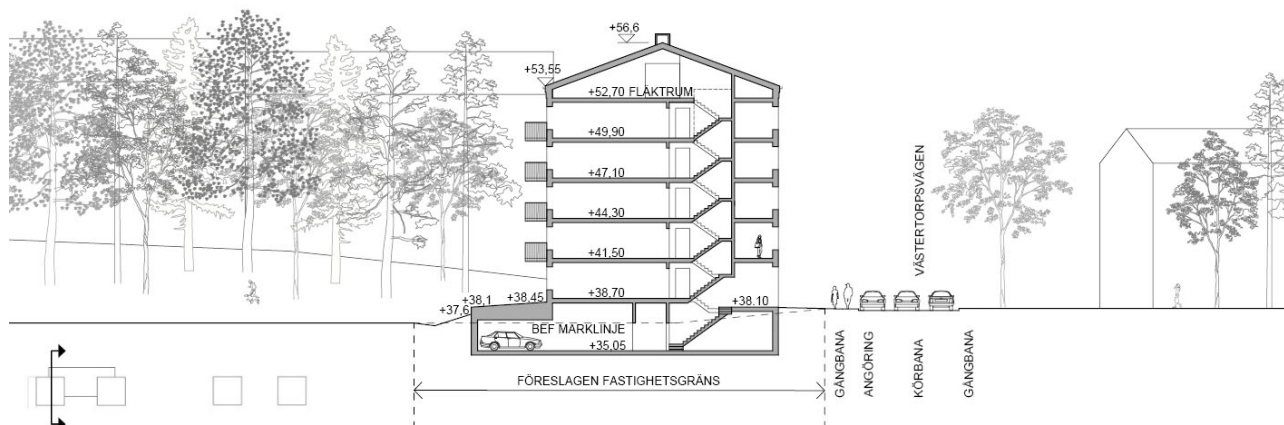 +56,6
+53,55
+52,70 FLÄKTRUM
+49,90
+47,10
+44,30
+41,50
+38,70
+38,45
+38,1
+37,6
+38.10
BEF MARKLINJE
+35,05
FÖRESLAGEN FASTIGHETSGRÄNS
GÅNGBANA
ANGÖRING
KÖRBANA
GÅNGBANA
VÄSTERTORPSVÄGEN